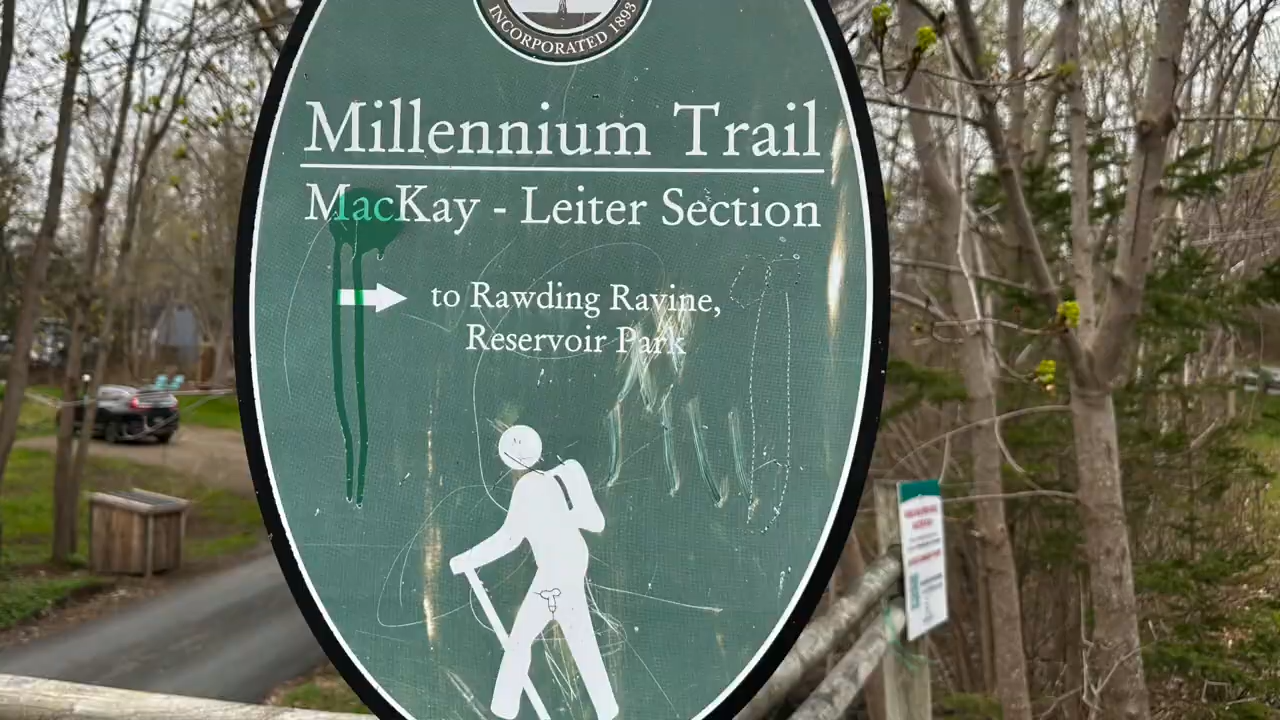 INCORPORATED 1893
Millennium Trail
MacKay - Leiter Section
to Rawding Ravine,
Reservoir Park